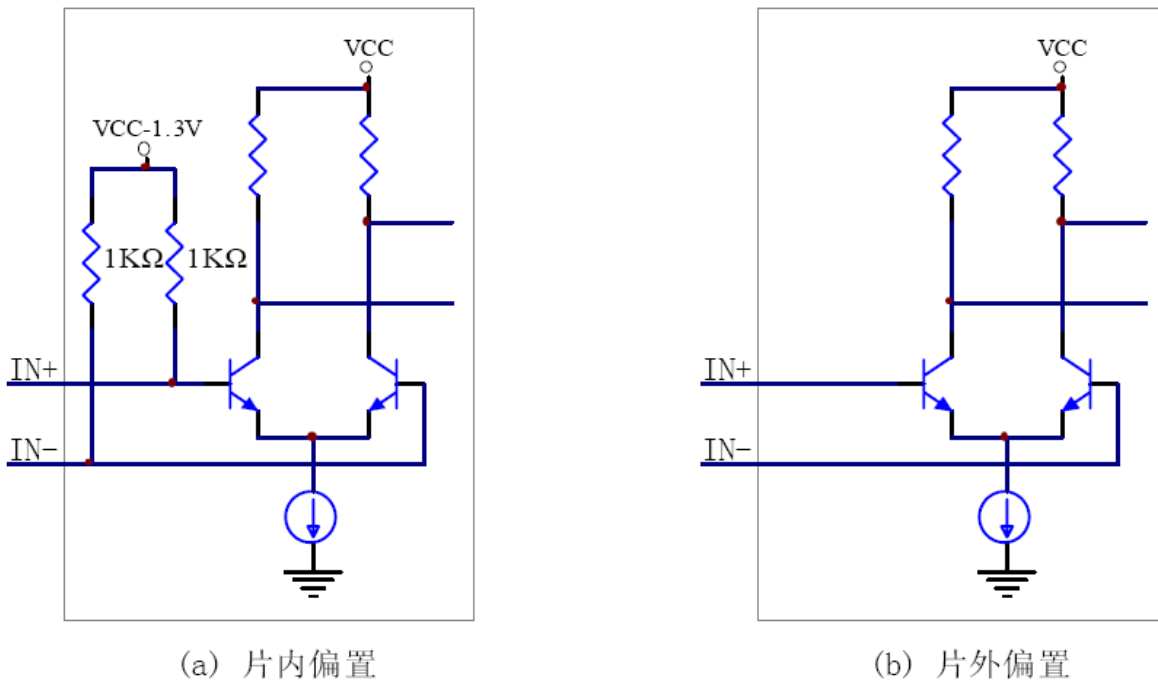 VCC
VCC-1.3V
1KΩ 1KΩ
IN+
IN-
(a) 片内偏置
VCC
IN+
IN-
(b) 片外偏置